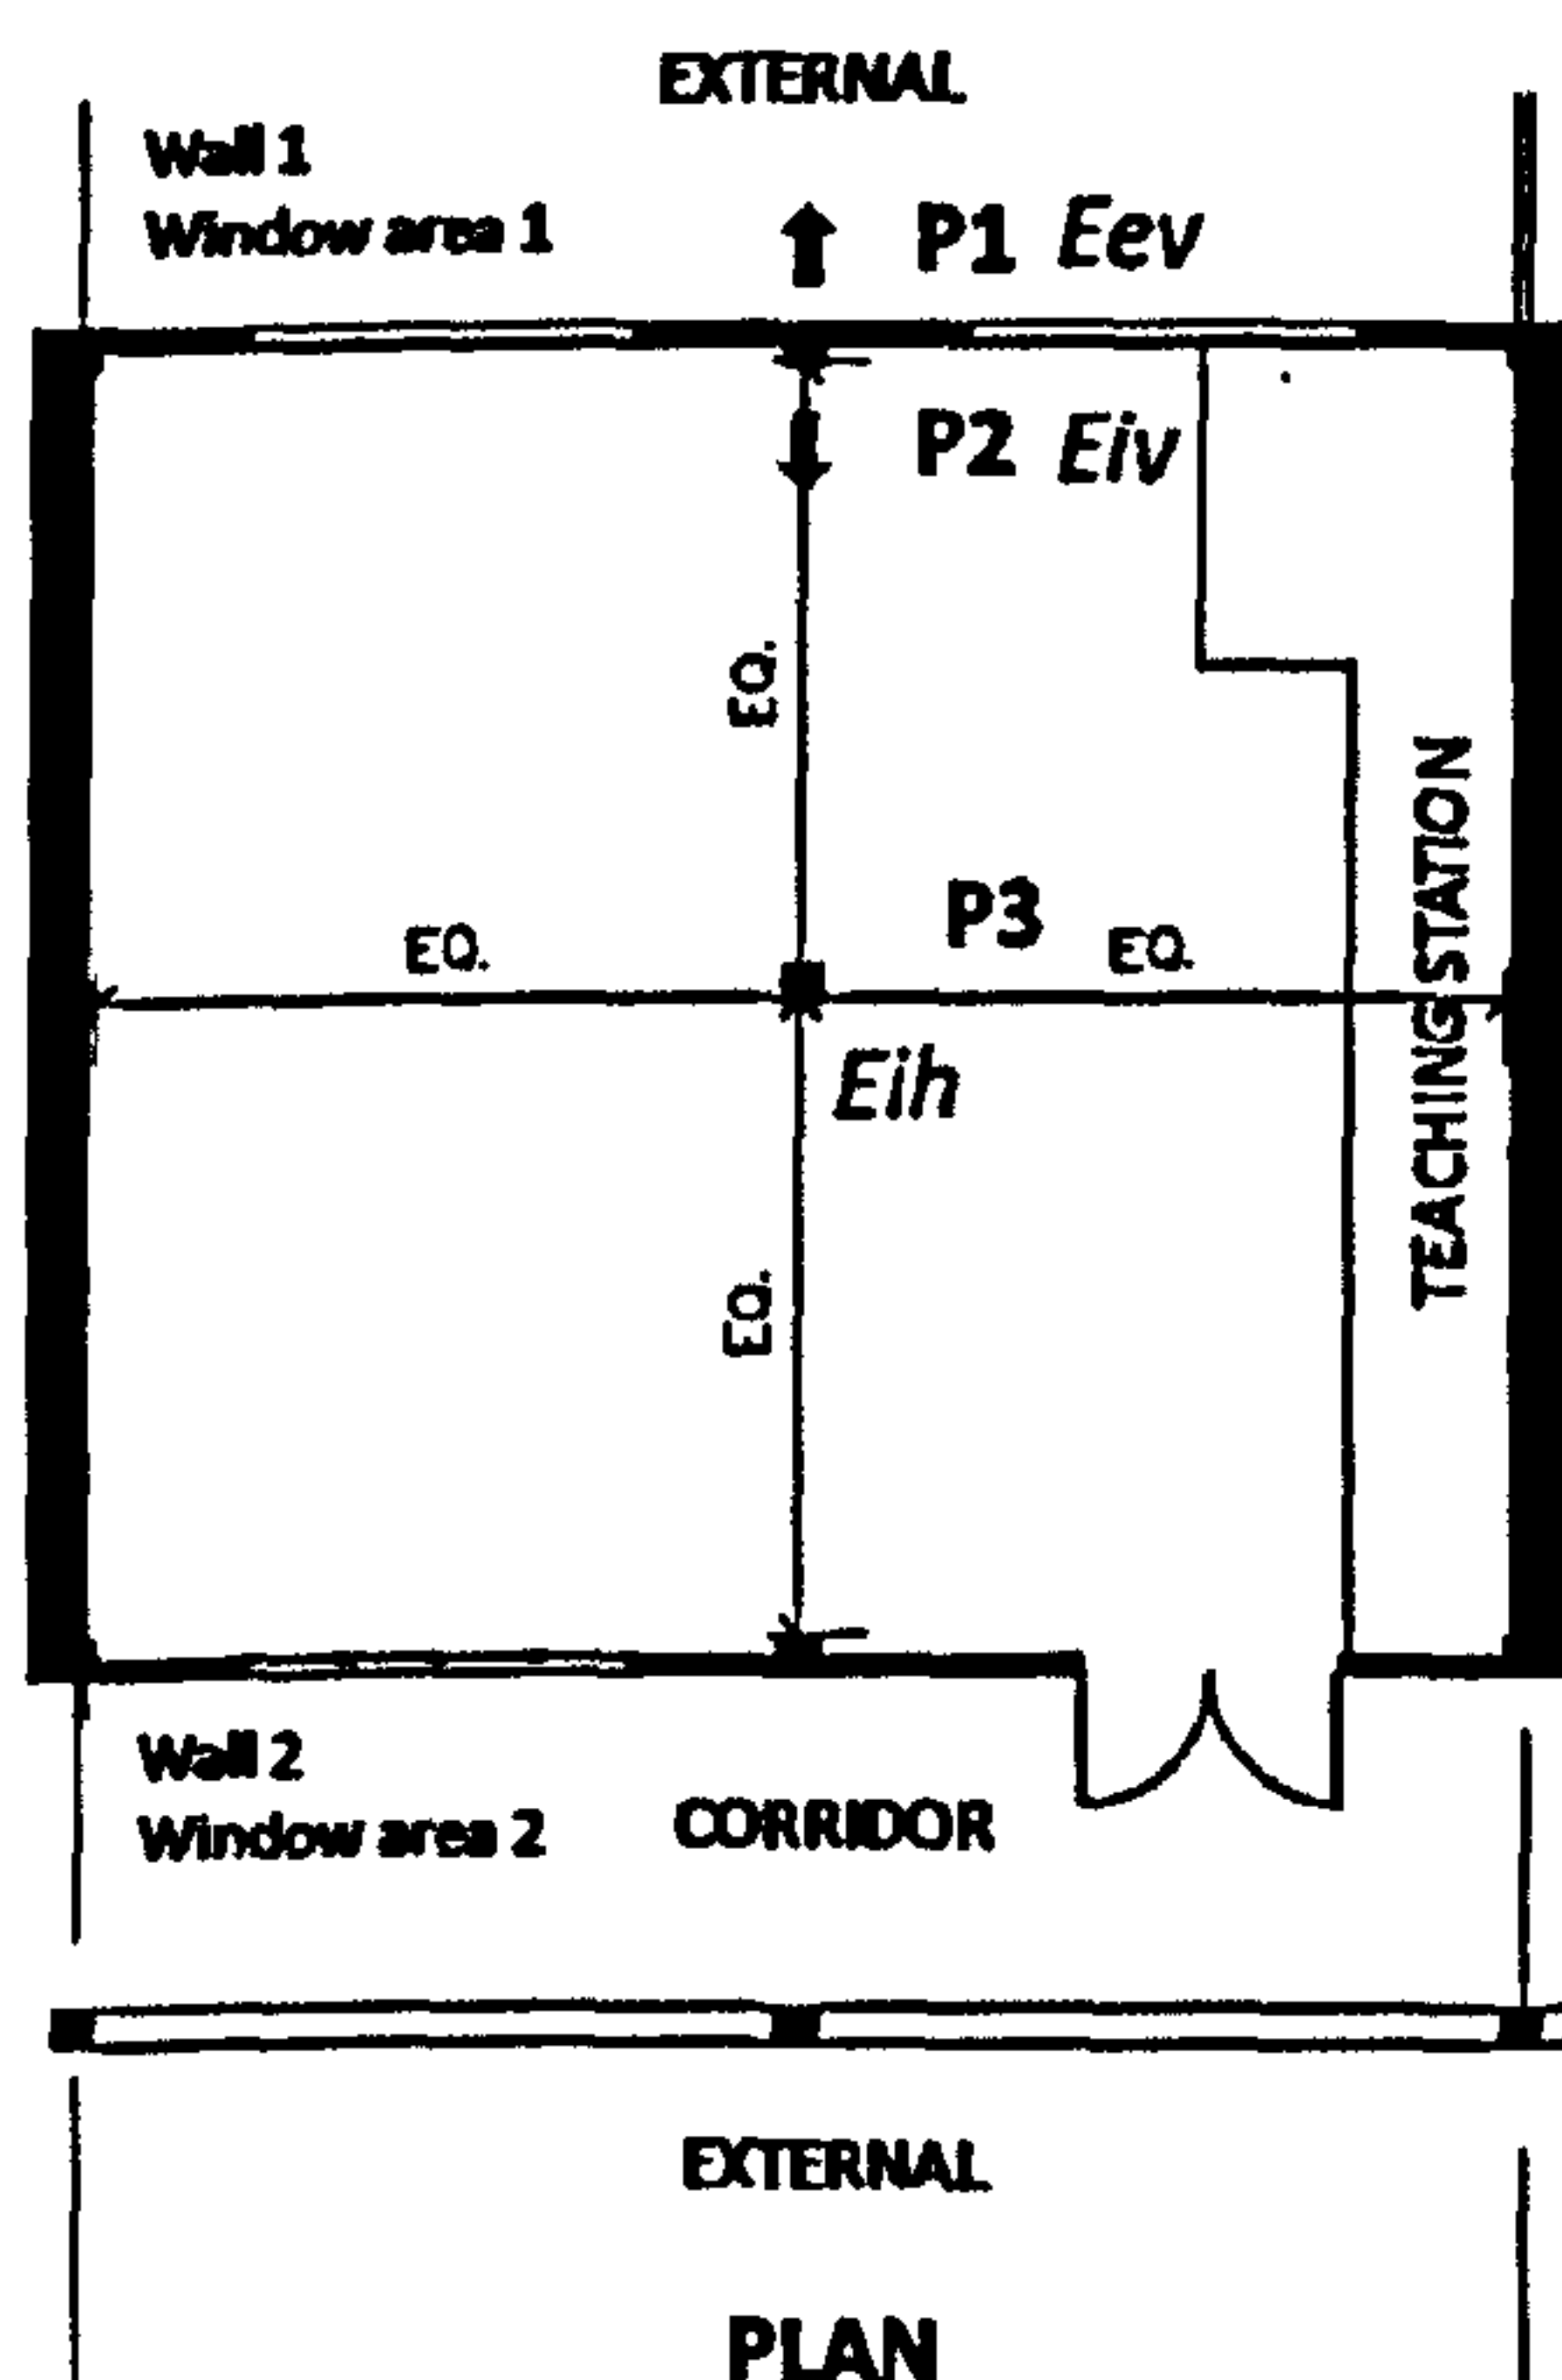 EXTERNAL
Wall 1
Window area 1
P1 Eev
P2 Eiv
EQ.
P3
EQ.
EQ.
Eih
TEACHING STATION
EQ.
Wall 2
Window area 2
CORRIDOR
EXTERNAL
PLAN